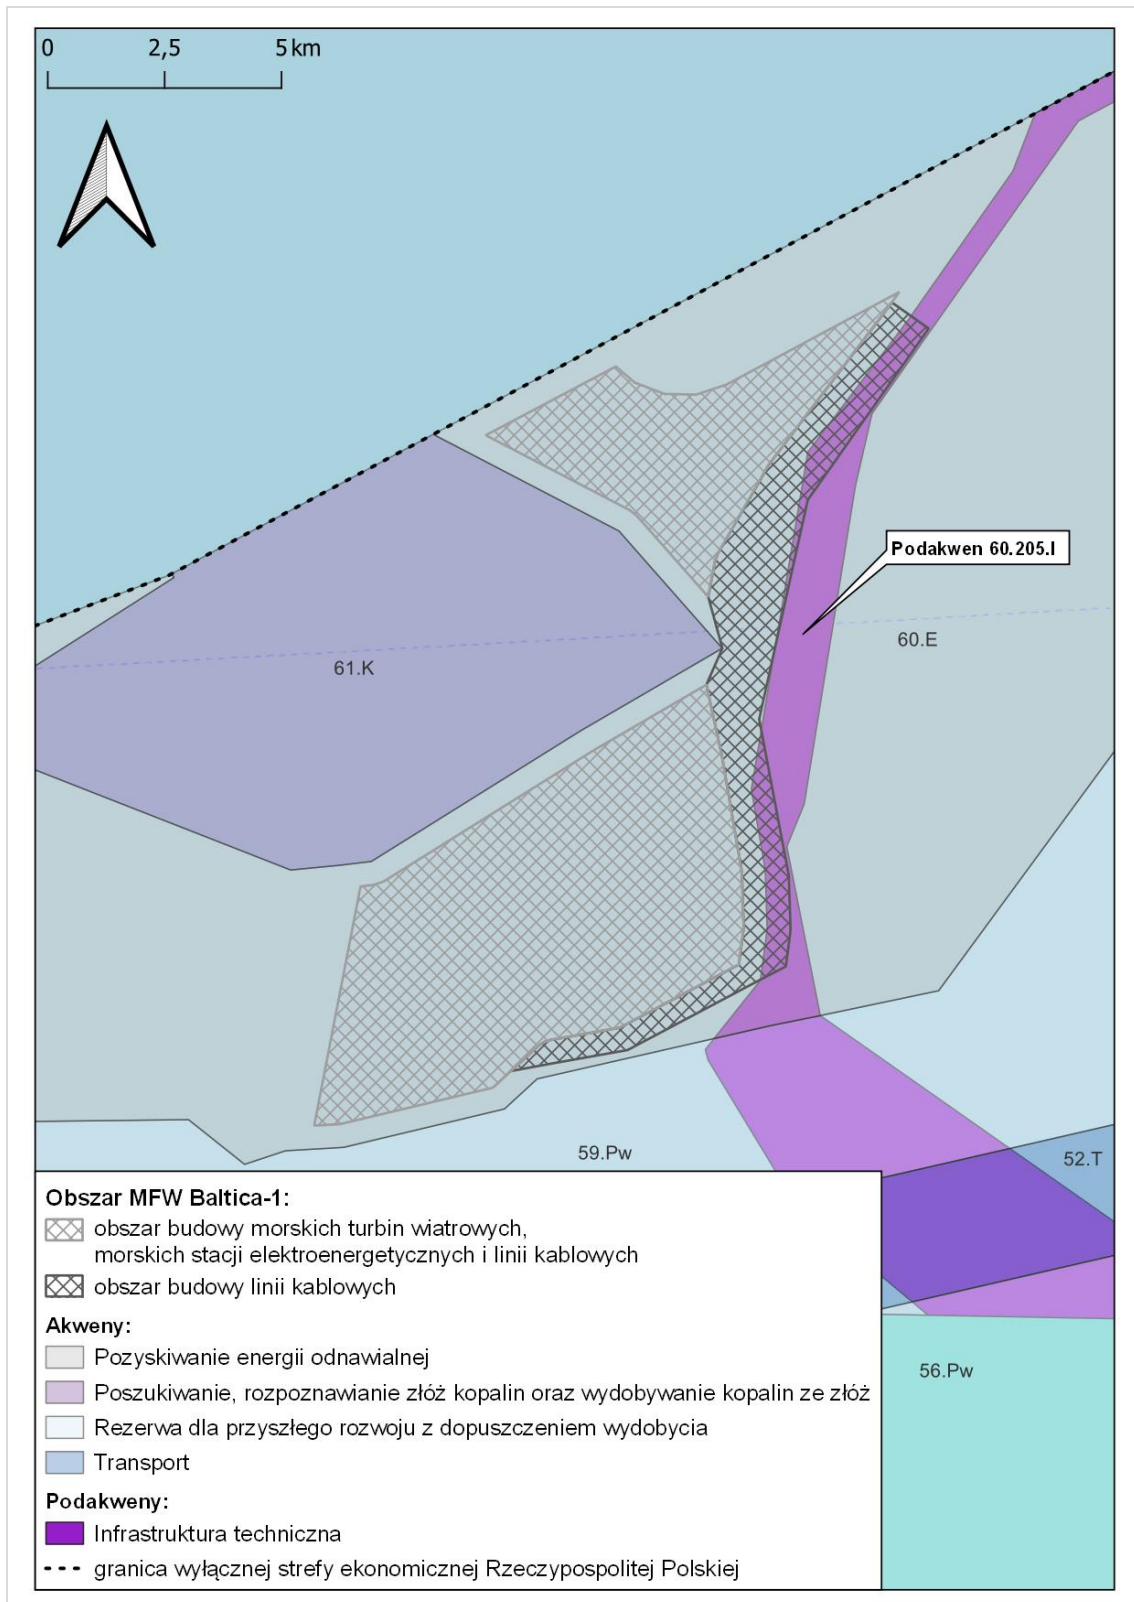 0 2,5 5 km
Podakwen 60.205.I
60.E
61.K
59.Pw
52.T
56.Pw
Obszar MFW Baltica-1:
obszar budowy morskich turbin wiatrowych,
morskich stacji elektroenergetycznych i linii kablowych
obszar budowy linii kablowych
Akweny:
Pozyskiwanie energii odnawialnej
Poszukiwanie, rozpoznawanie złóż kopalin oraz wydobywanie kopalin ze złóż
Rezerwa dla przyszłego rozwoju z dopuszczeniem wydobycia
Transport
Podakweny:
Infrastruktura techniczna
granica wyłącznej strefy ekonomicznej Rzeczypospolitej Polskiej